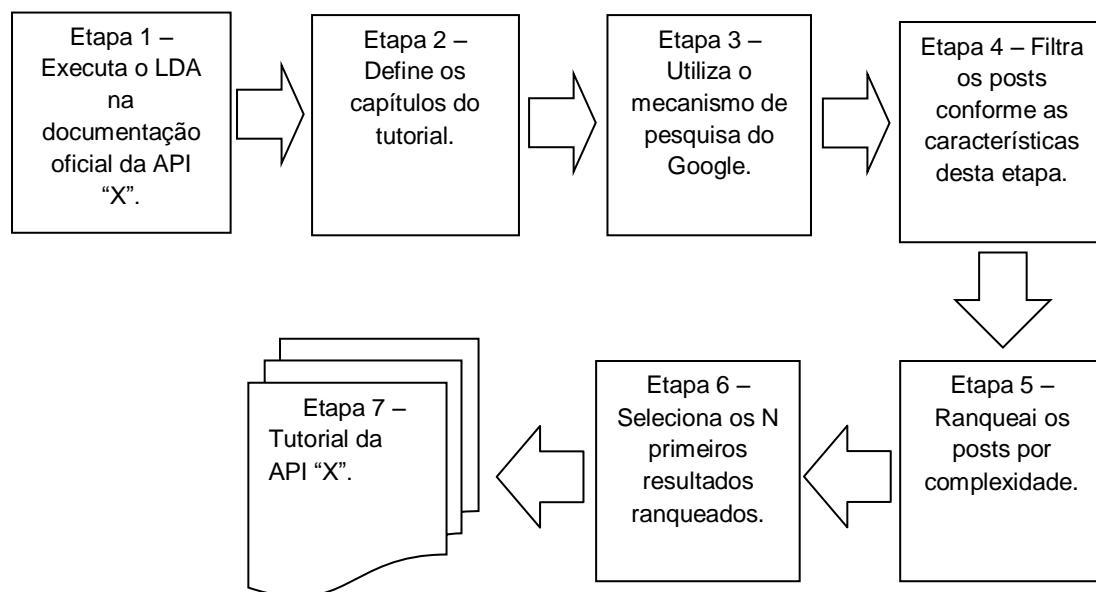 Etapa 1 –
Executa o LDA
na
documentação
oficial da API
“X”.
Etapa 2 –
Define os
capítulos do
tutorial.
Etapa 3 –
Utiliza o
mecanismo de
pesquisa do
Google.
Etapa 4 – Filtra
os posts
conforme as
características
desta etapa.
Etapa 5 –
Ranqueai os
posts por
complexidade.
Etapa 6 –
Seleciona os N
primeiros
resultados
ranqueados.
Etapa 7 –
Tutorial da
API “X”.